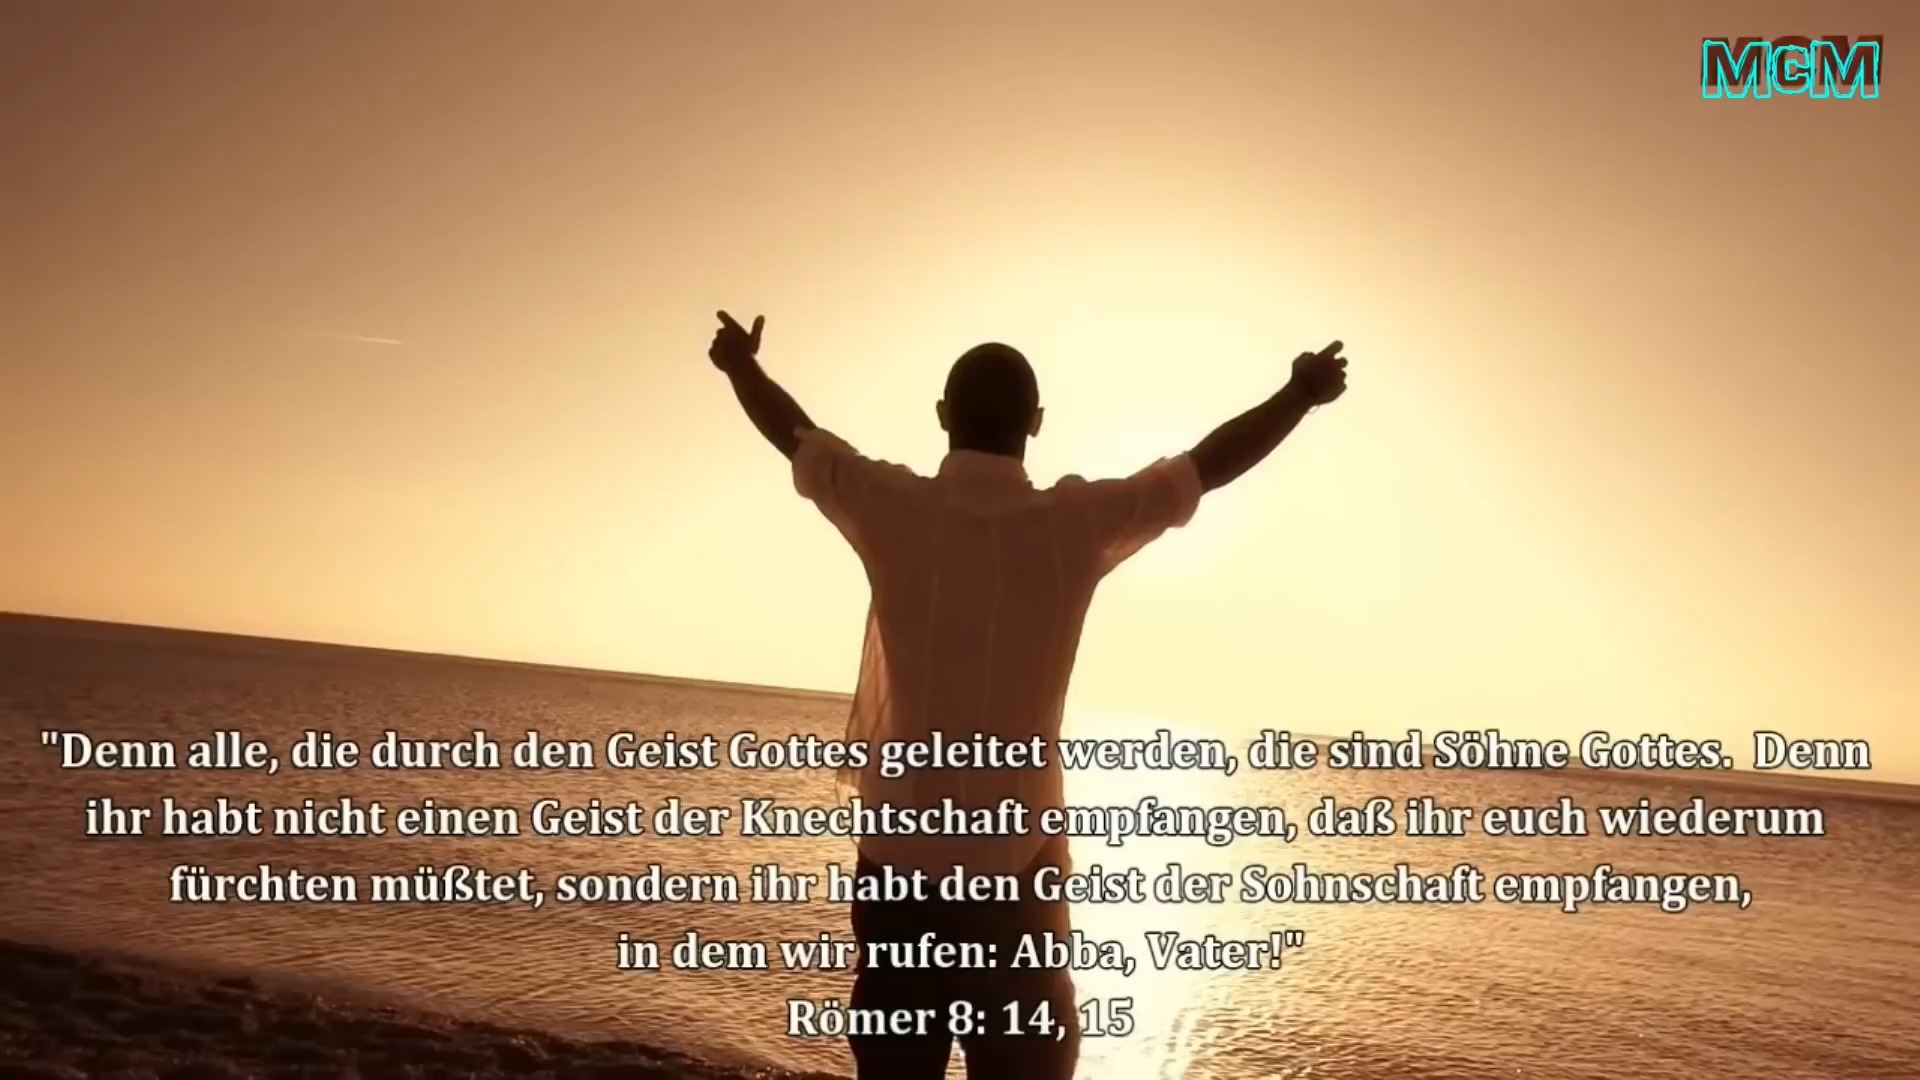 MCM
"Denn alle, die durch den Geist Gottes geleitet werden, die sind Söhne Gottes.  Denn
ihr habt nicht einen Geist der Knechtschaft empfangen, daß ihr euch wiederum
fürchten müßtet, sondern ihr habt den Geist der Sohnschaft empfangen,
in dem wir rufen: Abba, Vater!"
Römer 8: 14, 15